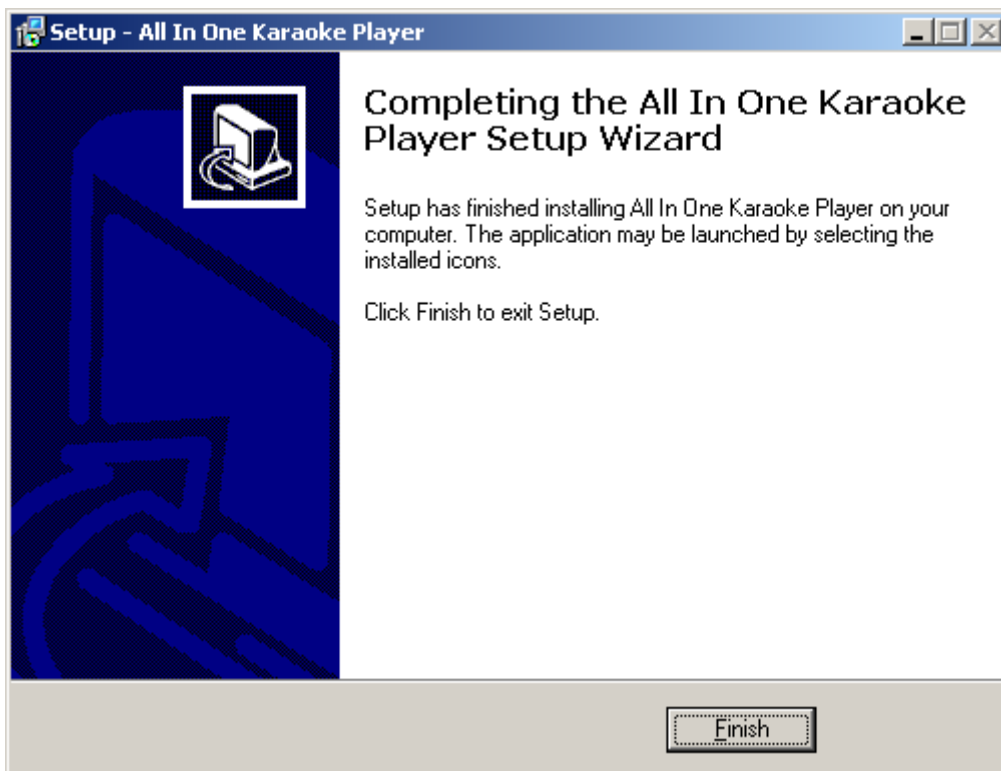 Setup - All In One Karaoke Player
Completing the All In One Karaoke
Player Setup Wizard
Setup has finished installing All In One Karaoke Player on your
computer. The application may be launched by selecting the
installed icons.
Click Finish to exit Setup.
Finish